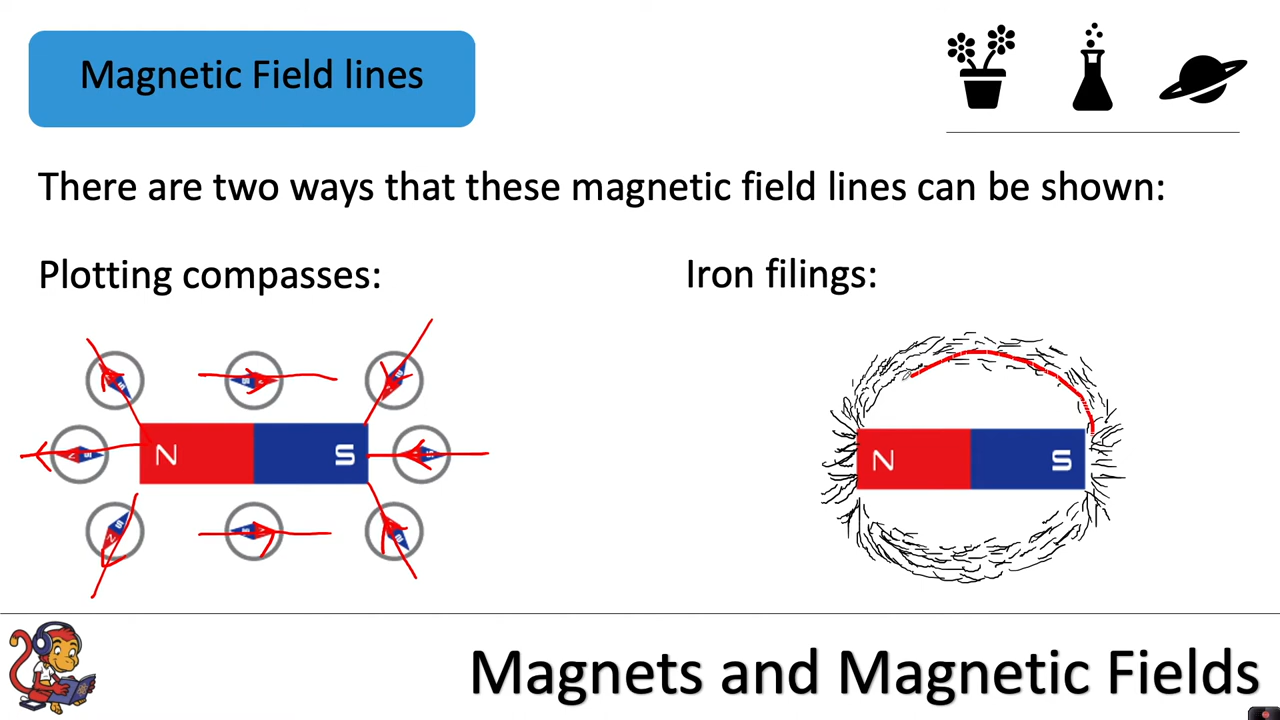 Magnetic Field lines
There are two ways that these magnetic field lines can be shown:
Plotting compasses:
Iron filings:
N S
N S
Magnets and Magnetic Fields